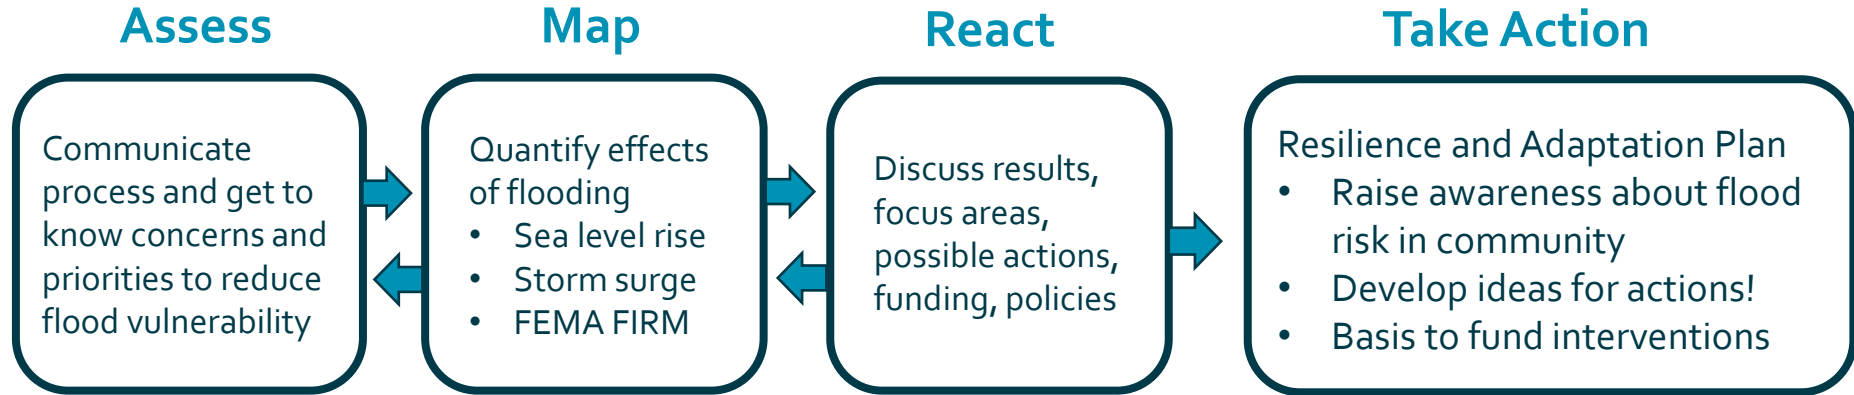 Assess
Communicate
process and get to
know concerns and
priorities to reduce
flood vulnerability
Map
Quantify effects
of flooding
• Sea level rise
• Storm surge
• FEMA FIRM
React
Discuss results,
focus areas,
possible actions,
funding, policies
Take Action
Resilience and Adaptation Plan
• Raise awareness about flood
risk in community
• Develop ideas for actions!
• Basis to fund interventions